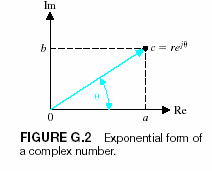 Im
b
c = re^{jθ}
θ
0
a
Re
FIGURE G.2 Exponential form of
a complex number.